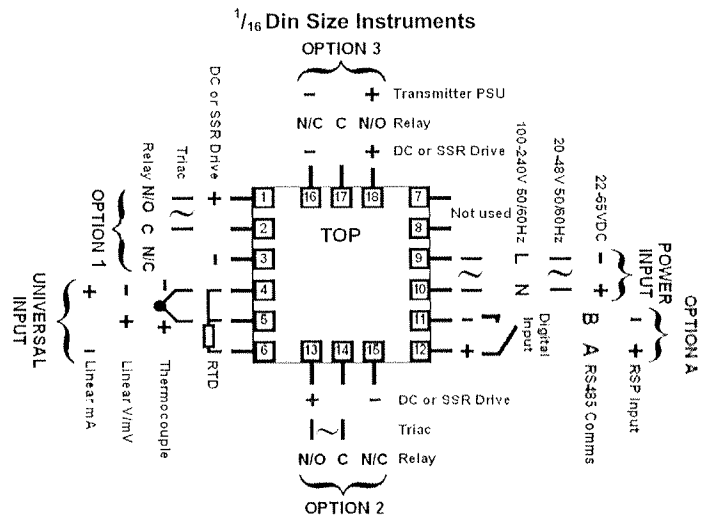 1/16 Din Size Instruments
OPTION 3
- + Transmitter PSU
N/C C N/O Relay
- + DC or SSR Drive
16 17 18
TOP
1
2
3
4
5
6
7
8
9
10
11
12
13 14 15
+ - DC or SSR Drive
|~| Triac
N/O C N/C Relay
OPTION 2
DC or SSR Drive
+ -
Triac
|~|
Relay N/O C N/C
OPTION 1
UNIVERSAL INPUT
+ - Linear mA
- + Linear V/mV
- + Thermocouple
RTD
Not used
100-240V 50/60Hz L N
|~|
20-48V 50/60Hz
|~|
22-65VDC - +
POWER INPUT
- + Digital Input
B A RS485 Comms
- + RSP Input
OPTION A